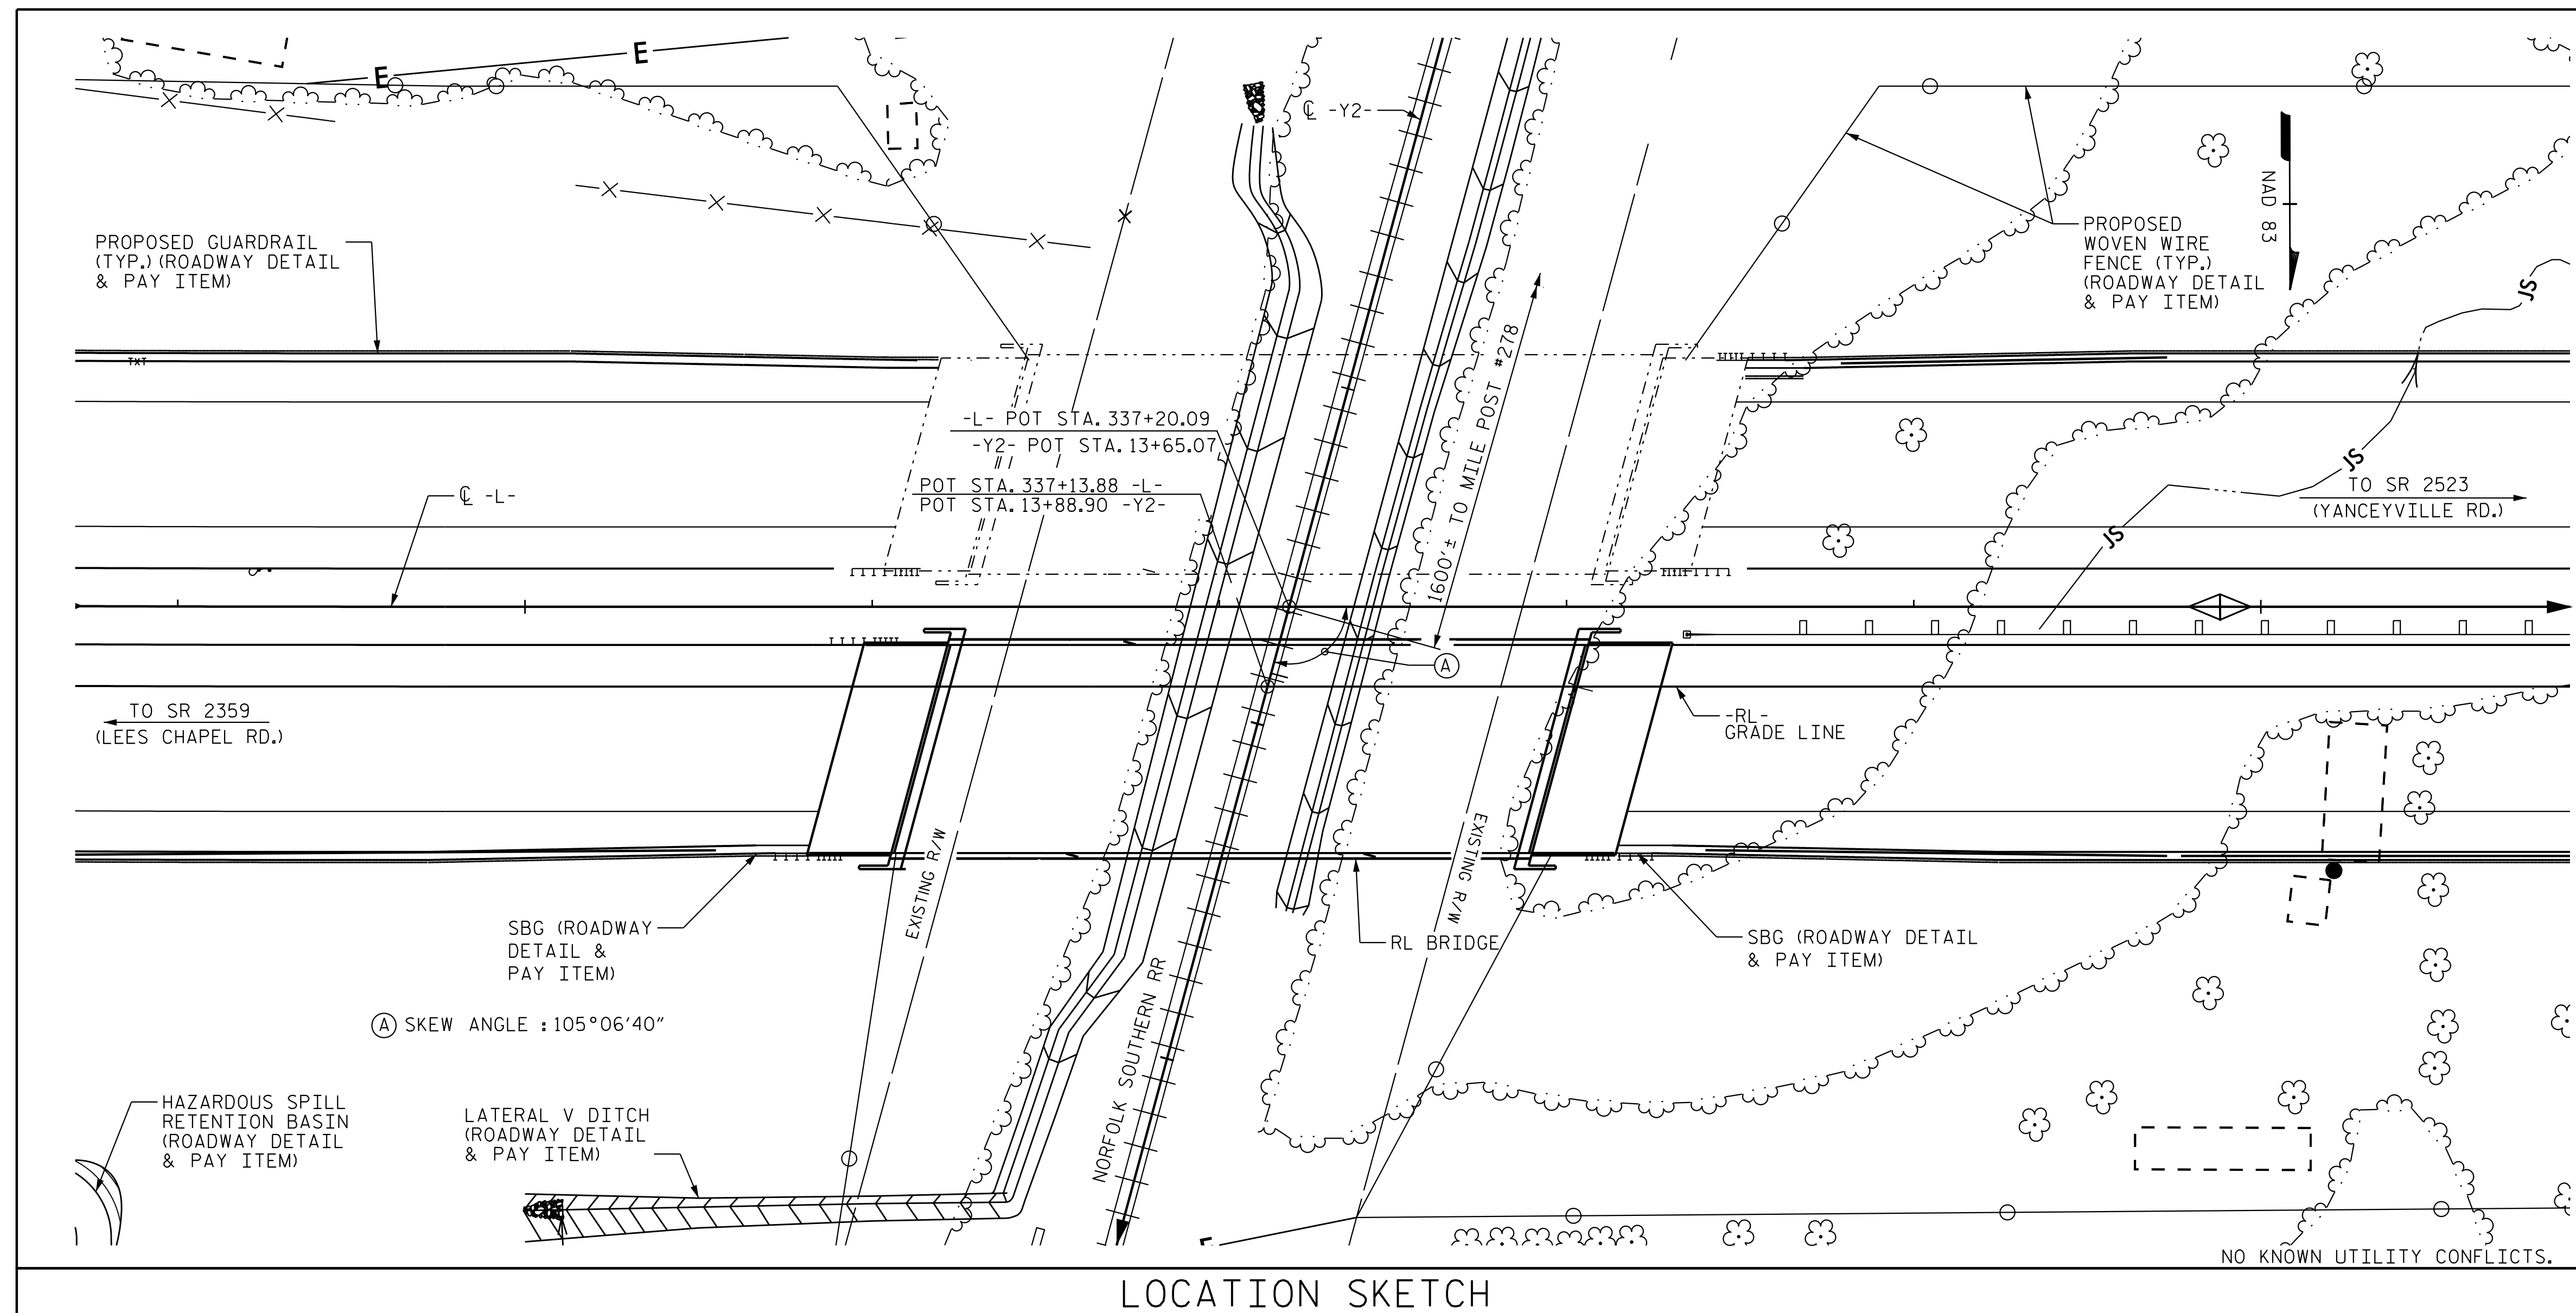 E
E
℄ -Y2-
PROPOSED GUARDRAIL
(TYP.) (ROADWAY DETAIL
& PAY ITEM)
PROPOSED
WOVEN WIRE
FENCE (TYP.)
(ROADWAY DETAIL
& PAY ITEM)
NAD 83
JS
TxT
1600'± TO MILE POST #278
-L- POT STA. 337+20.09
-Y2- POT STA. 13+65.07
POT STA. 337+13.88 -L-
POT STA. 13+88.90 -Y2-
℄ -L-
JS
TO SR 2523
(YANCEYVILLE RD.)
JS
A
TO SR 2359
(LEES CHAPEL RD.)
-RL-
GRADE LINE
EXISTING R/W
EXISTING R/W
SBG (ROADWAY
DETAIL &
PAY ITEM)
RL BRIDGE
SBG (ROADWAY DETAIL
& PAY ITEM)
NORFOLK SOUTHERN RR
A SKEW ANGLE : 105°06'40"
HAZARDOUS SPILL
RETENTION BASIN
(ROADWAY DETAIL
& PAY ITEM)
LATERAL V DITCH
(ROADWAY DETAIL
& PAY ITEM)
NO KNOWN UTILITY CONFLICTS.
LOCATION SKETCH